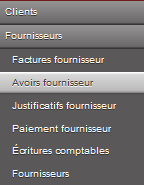 Clients
Fournisseurs
Factures fournisseur
Avoirs fournisseur
Justificatifs fournisseur
Paiement fournisseur
Écritures comptables
Fournisseurs